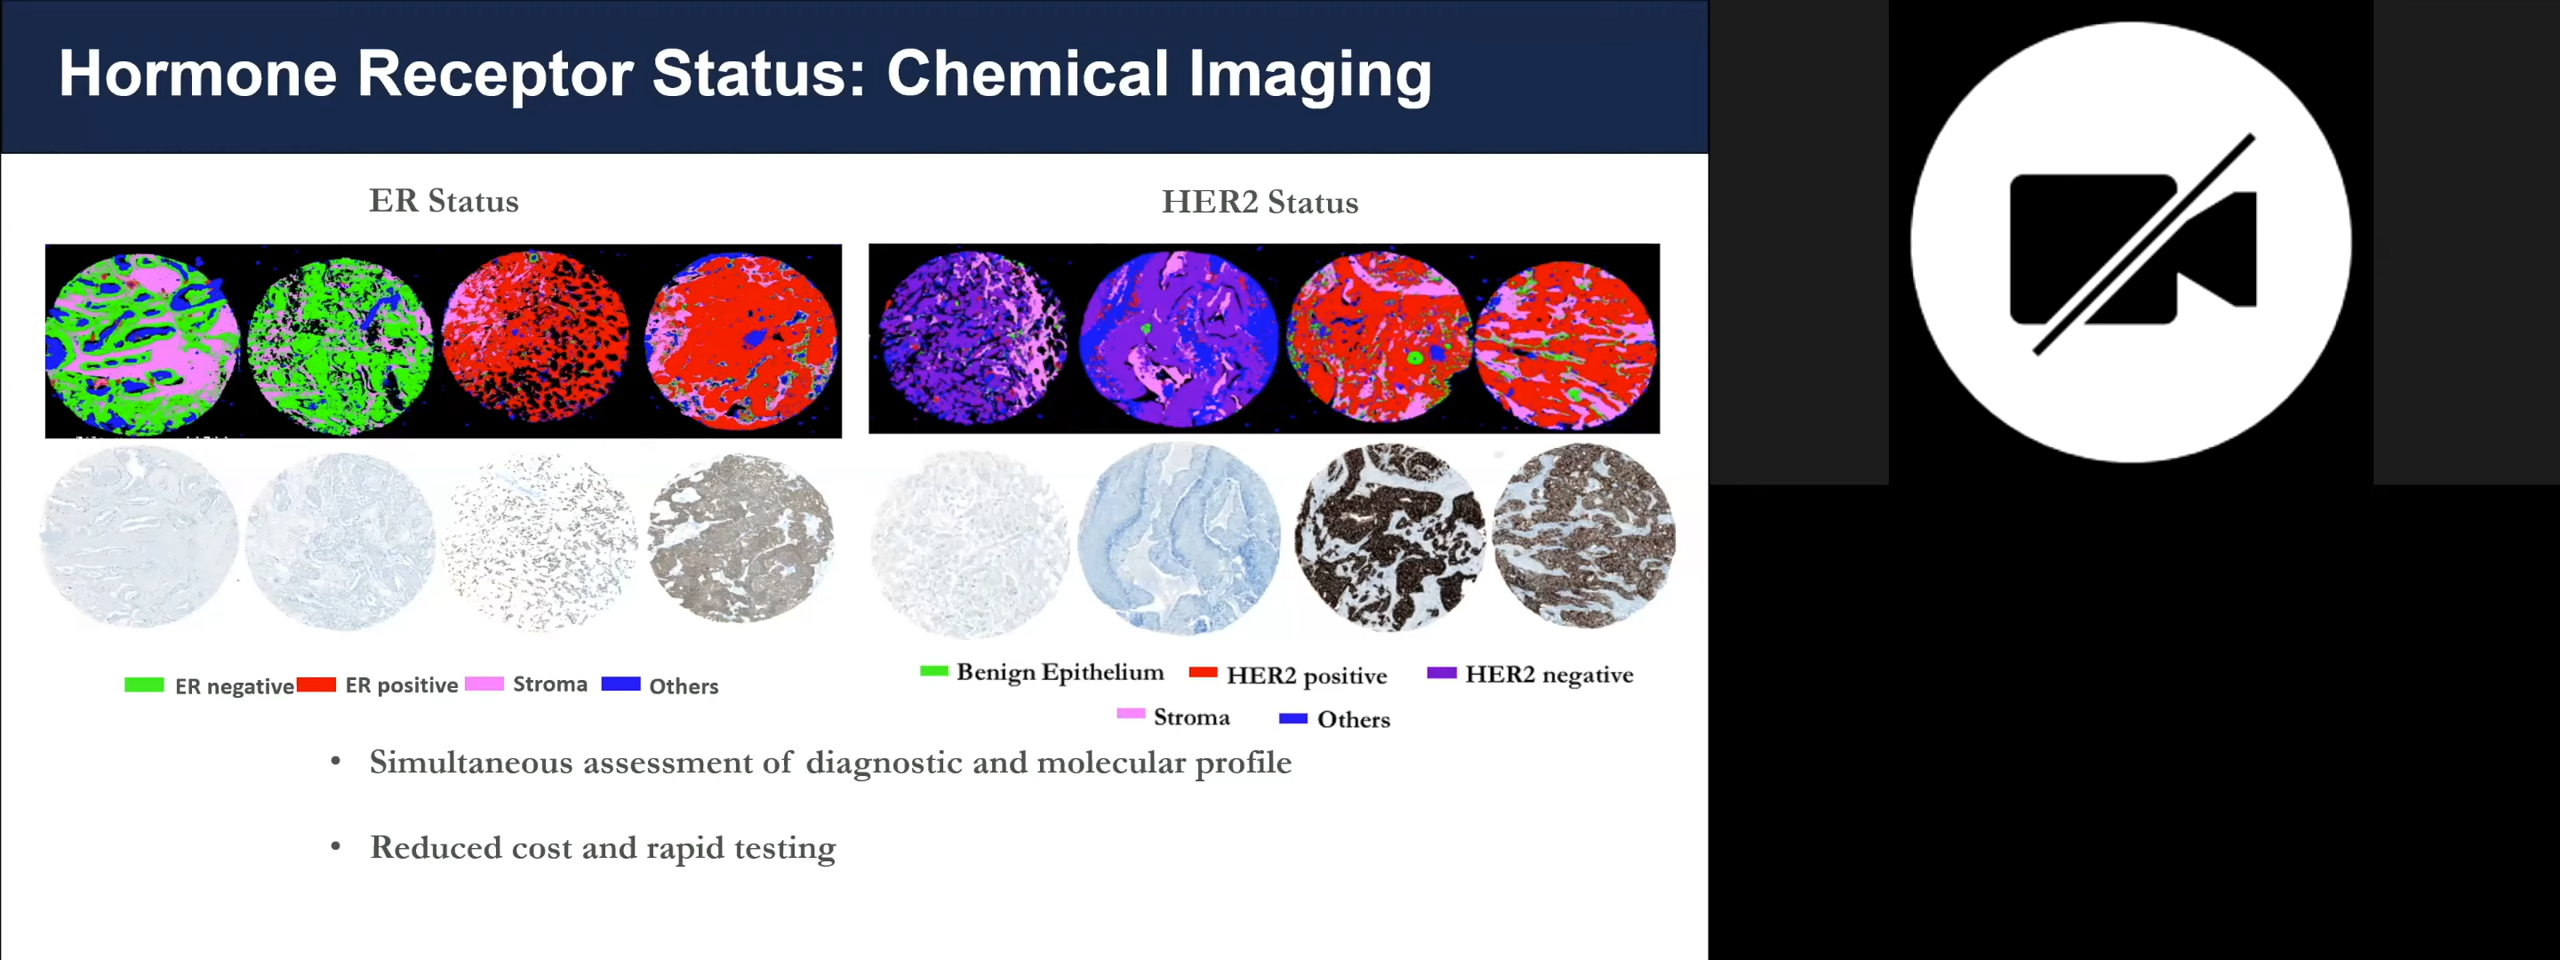 Hormone Receptor Status: Chemical Imaging
ER Status
HER2 Status
ER negative ER positive Stroma Others
Benign Epithelium HER2 positive HER2 negative
Stroma Others
• Simultaneous assessment of diagnostic and molecular profile
• Reduced cost and rapid testing